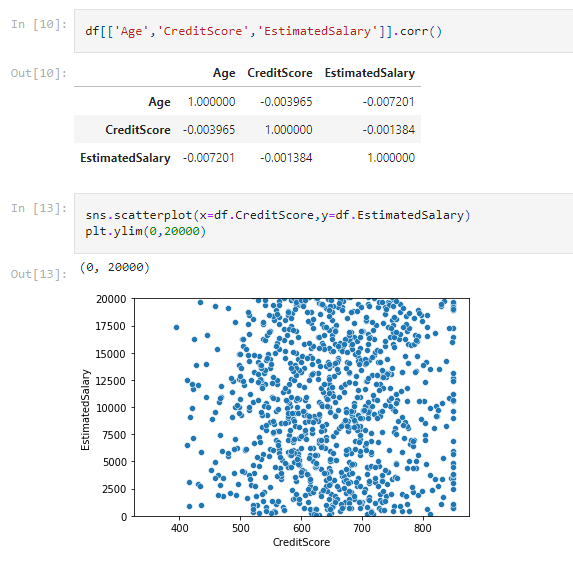 In [10]:
df[['Age','CreditScore','EstimatedSalary']].corr()
Out[10]:
Age CreditScore EstimatedSalary
Age 1.000000 -0.003965 -0.007201
CreditScore -0.003965 1.000000 -0.001384
EstimatedSalary -0.007201 -0.001384 1.000000
In [13]:
sns.scatterplot(x=df.CreditScore,y=df.EstimatedSalary)
plt.ylim(0,20000)
Out[13]:
(0, 20000)
20000
17500
15000
12500
10000
7500
5000
2500
0
EstimatedSalary
400 500 600 700 800
CreditScore